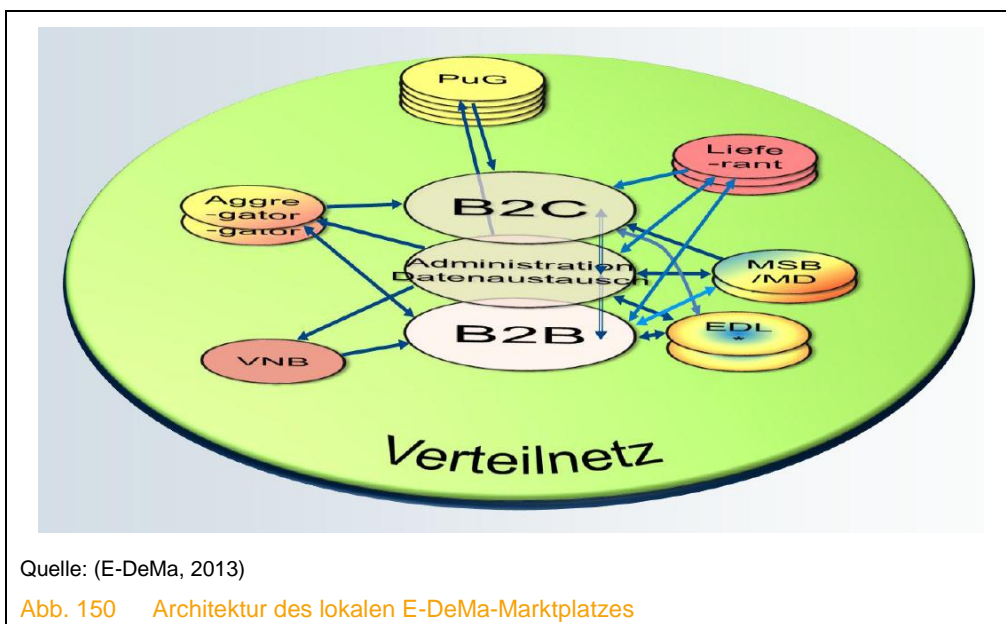 PuG
Liefe
-rant
Aggre
-gator
-gator
B2C
Administration
Datenaustausch
MSB
/MD
B2B
EDL
*
VNB
Verteilnetz
Quelle: (E-DeMa, 2013)
Abb. 150 Architektur des lokalen E-DeMa-Marktplatzes